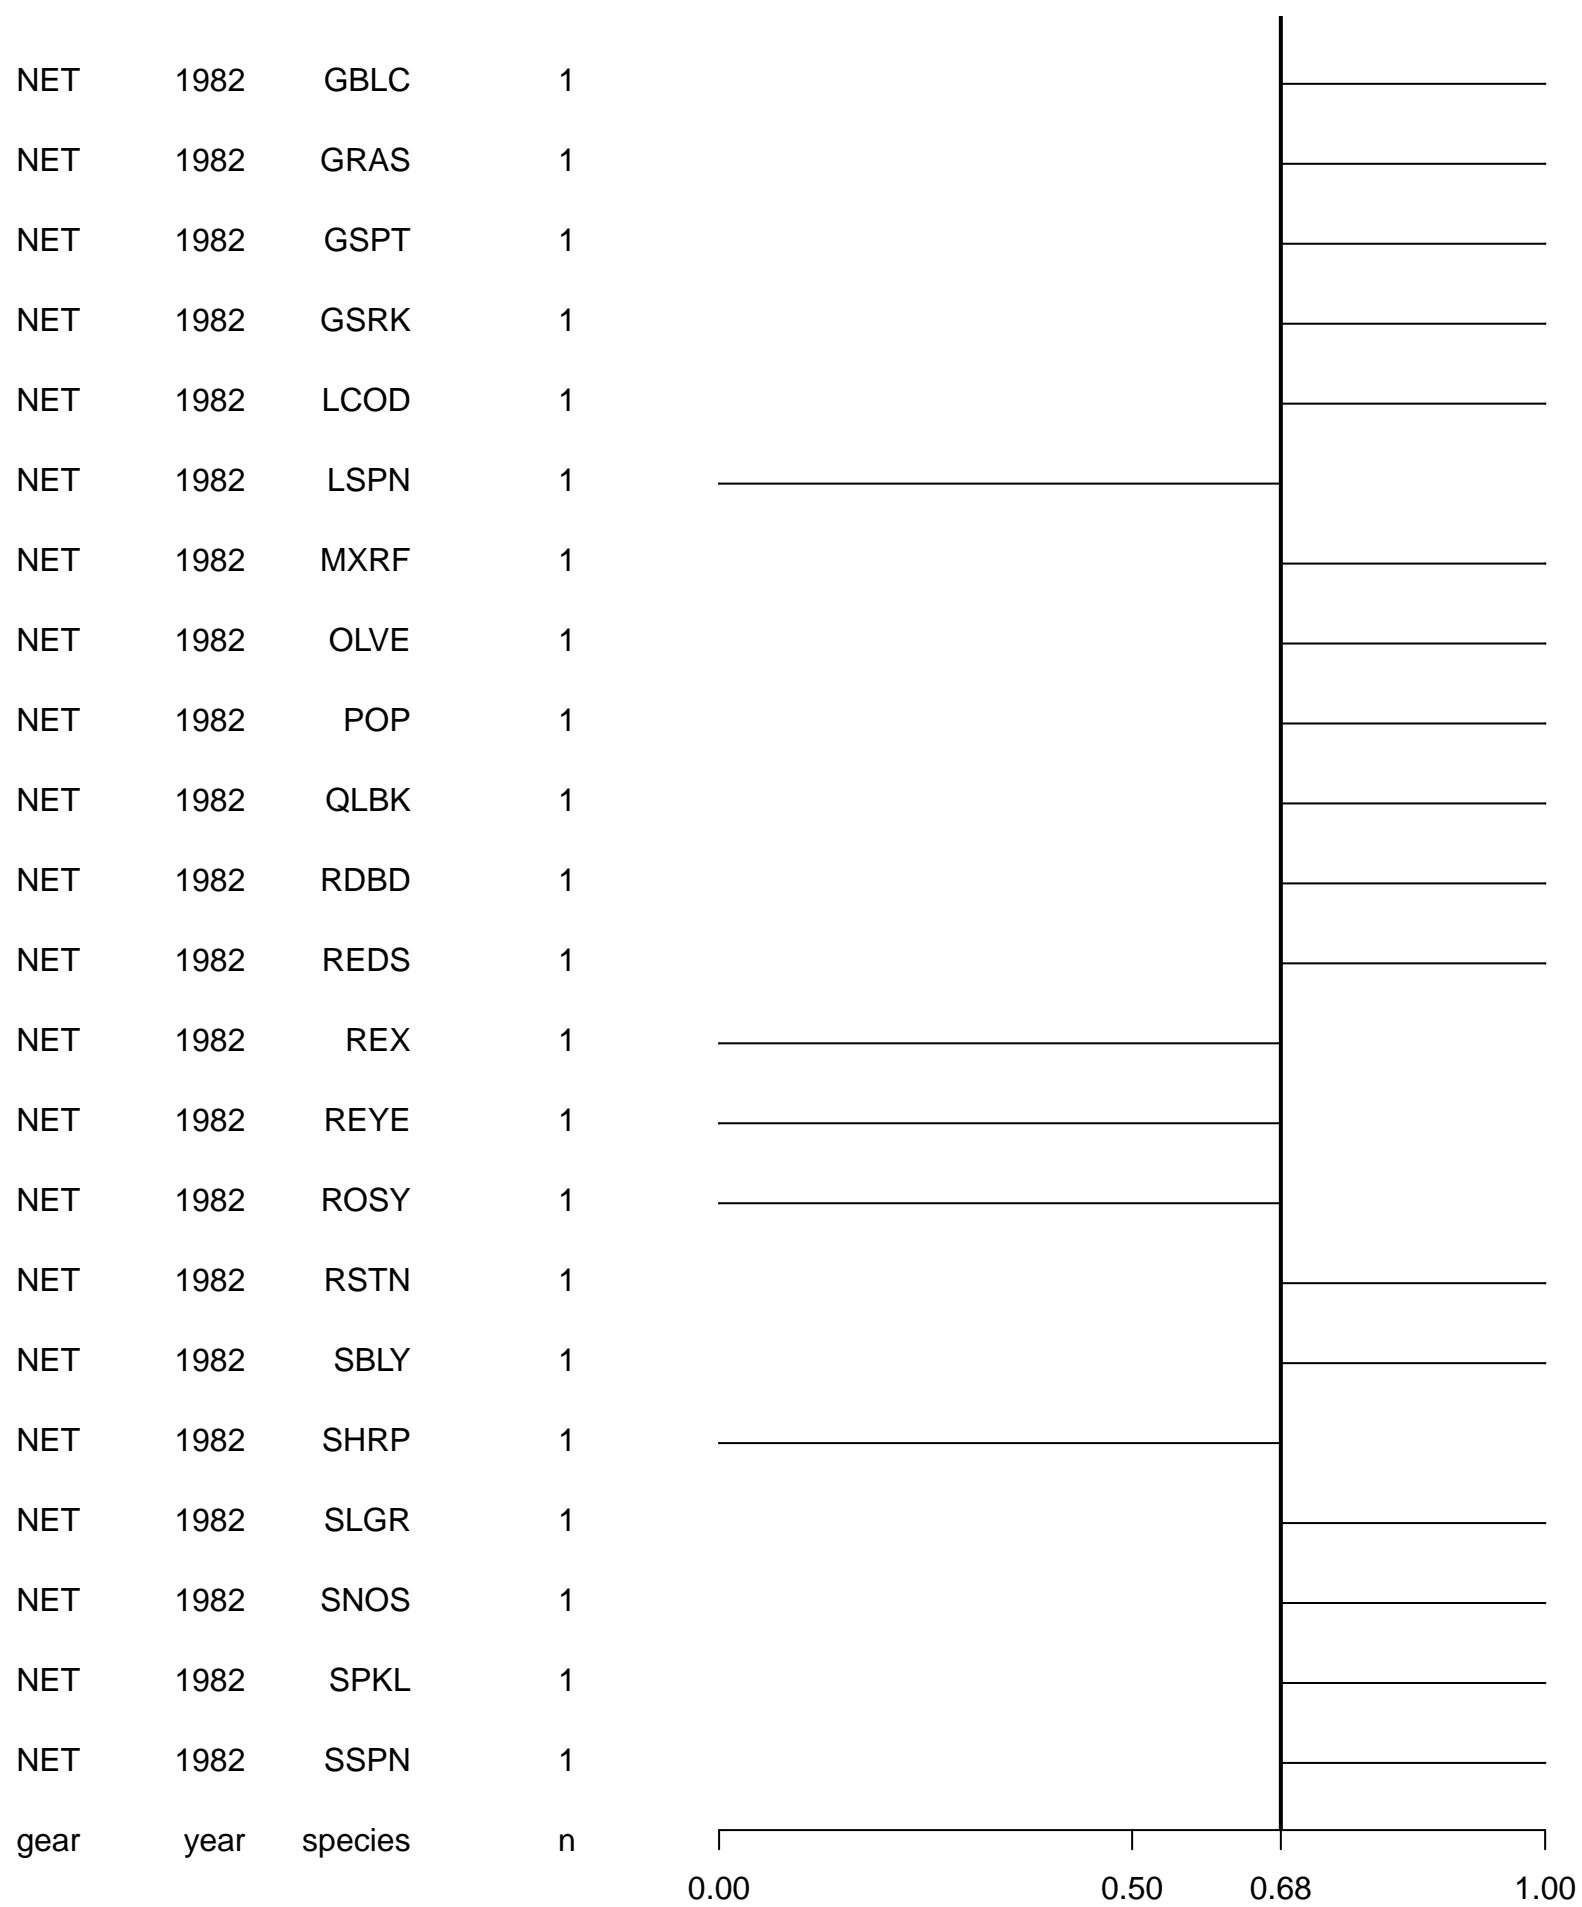 NET 1982 GBLC 1
NET 1982 GRAS 1
NET 1982 GSPT 1
NET 1982 GSRK 1
NET 1982 LCOD 1
NET 1982 LSPN 1
NET 1982 MXRF 1
NET 1982 OLVE 1
NET 1982 POP 1
NET 1982 QLBK 1
NET 1982 RDBD 1
NET 1982 REDS 1
NET 1982 REX 1
NET 1982 REYE 1
NET 1982 ROSY 1
NET 1982 RSTN 1
NET 1982 SBLY 1
NET 1982 SHRP 1
NET 1982 SLGR 1
NET 1982 SNOS 1
NET 1982 SPKL 1
NET 1982 SSPN 1
gear year species n
0.00 0.50 0.68 1.00